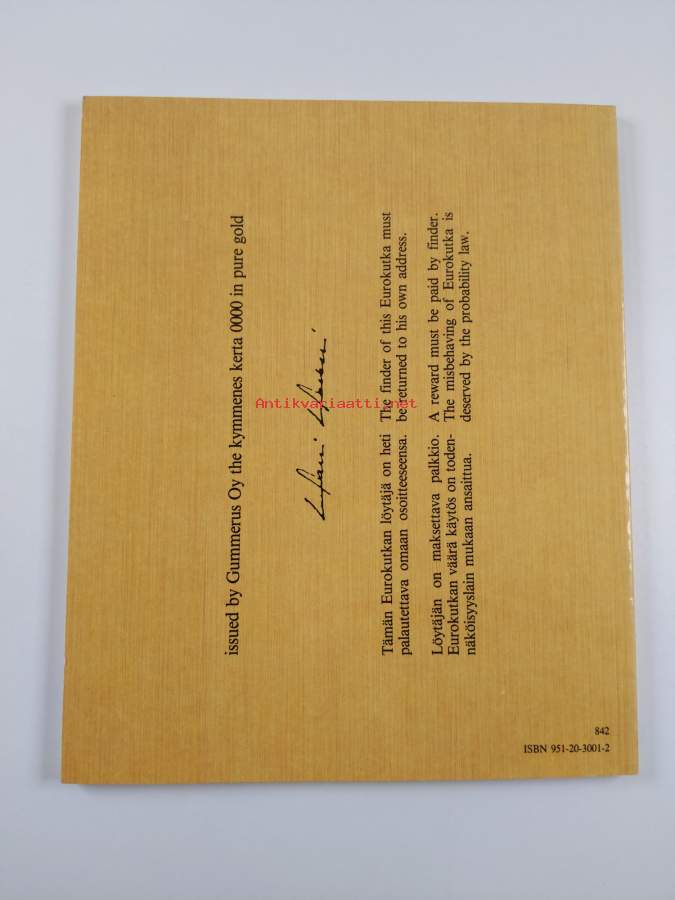 issued by Gummerus Oy the kymmenes kerta 0000 in pure gold
Antikvariaatti.net
Tämän Eurokutkan löytäjä on heti
palautettava omaan osoitteeseensa.
Löytäjän on maksettava palkkio.
Eurokutkan väärä käytös on toden-
näköisyyslain mukaan ansaittua.
The finder of this Eurokutka must
be returned to his own address.
A reward must be paid by finder.
The misbehaving of Eurokutka is
deserved by the probability law.
842
ISBN 951-20-3001-2